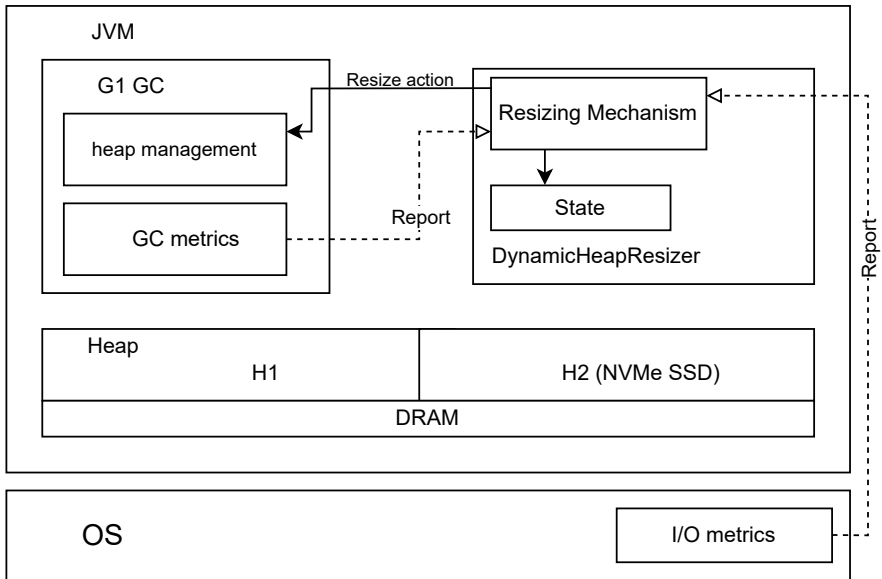 JVM
G1 GC
Resize action
Resizing Mechanism
heap management
State
Report
GC metrics
DynamicHeapResizer
Report
Heap
H1
H2 (NVMe SSD)
DRAM
OS
I/O metrics